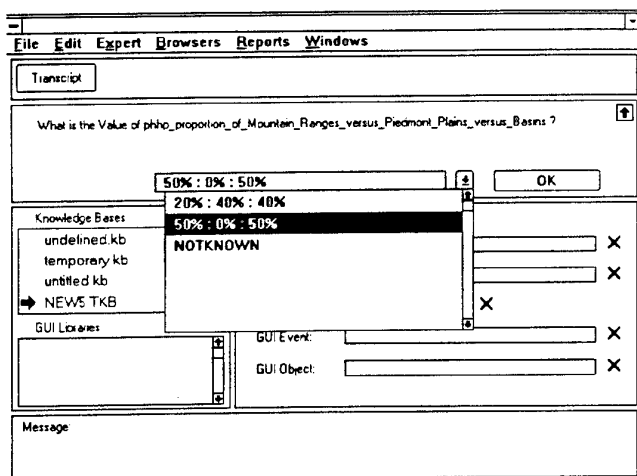 File Edit Expert Browsers Reports Windows
Transcript
What is the Value of phhp_proportion_of_Mountain_Ranges_versus_Piedmont_Plains_versus_Basins ?
50% : 0% : 50%
OK
20% : 40% : 40%
50% : 0% : 50%
NOTKNOWN
Knowledge Bases
undefined.kb
temporary kb
untitled kb
NEWS TKB
GUI Libraries
GUI Event:
GUI Object:
Message